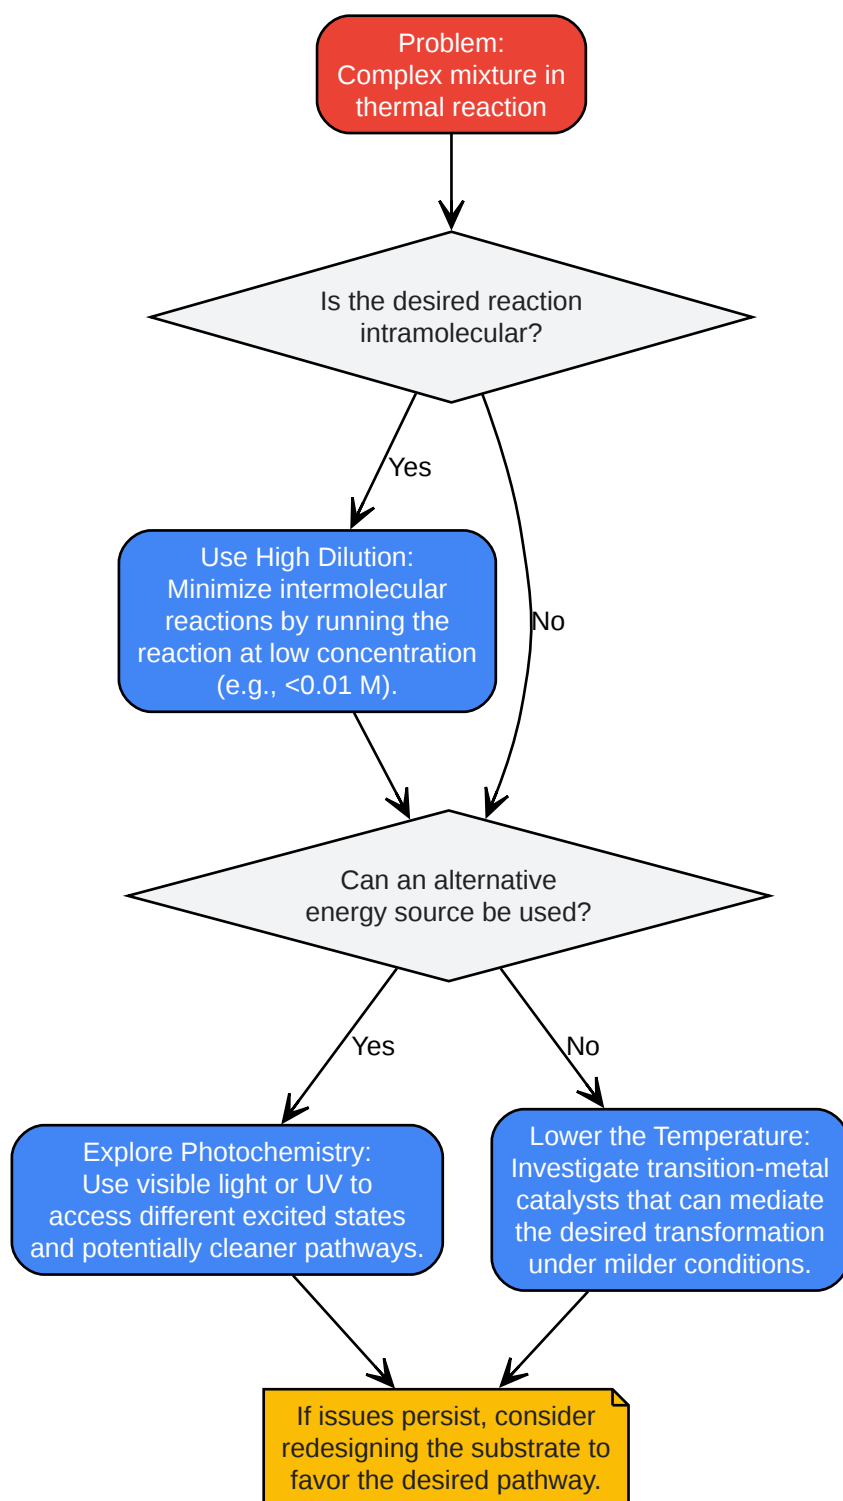 Problem:
Complex mixture in
thermal reaction
Is the desired reaction
intramolecular?
Yes
Use High Dilution:
Minimize intermolecular
reactions by running the
reaction at low concentration
(e.g., <0.01 M).
No
Can an alternative
energy source be used?
Yes
No
Explore Photochemistry:
Use visible light or UV to
access different excited states
and potentially cleaner pathways.
Lower the Temperature:
Investigate transition-metal
catalysts that can mediate
the desired transformation
under milder conditions.
If issues persist, consider
redesigning the substrate to
favor the desired pathway.